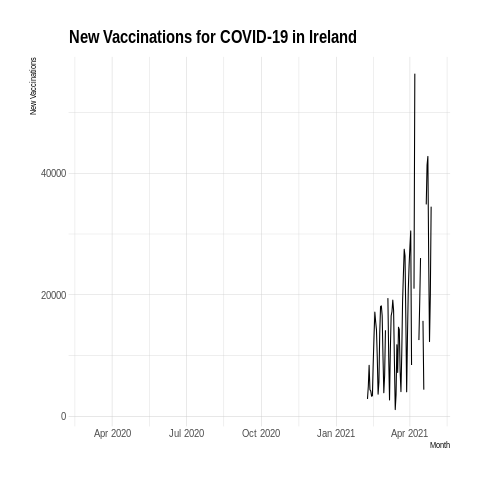 New Vaccinations for COVID-19 in Ireland
New Vaccinations
40000
20000
0
Apr 2020 Jul 2020 Oct 2020 Jan 2021 Apr 2021
Month